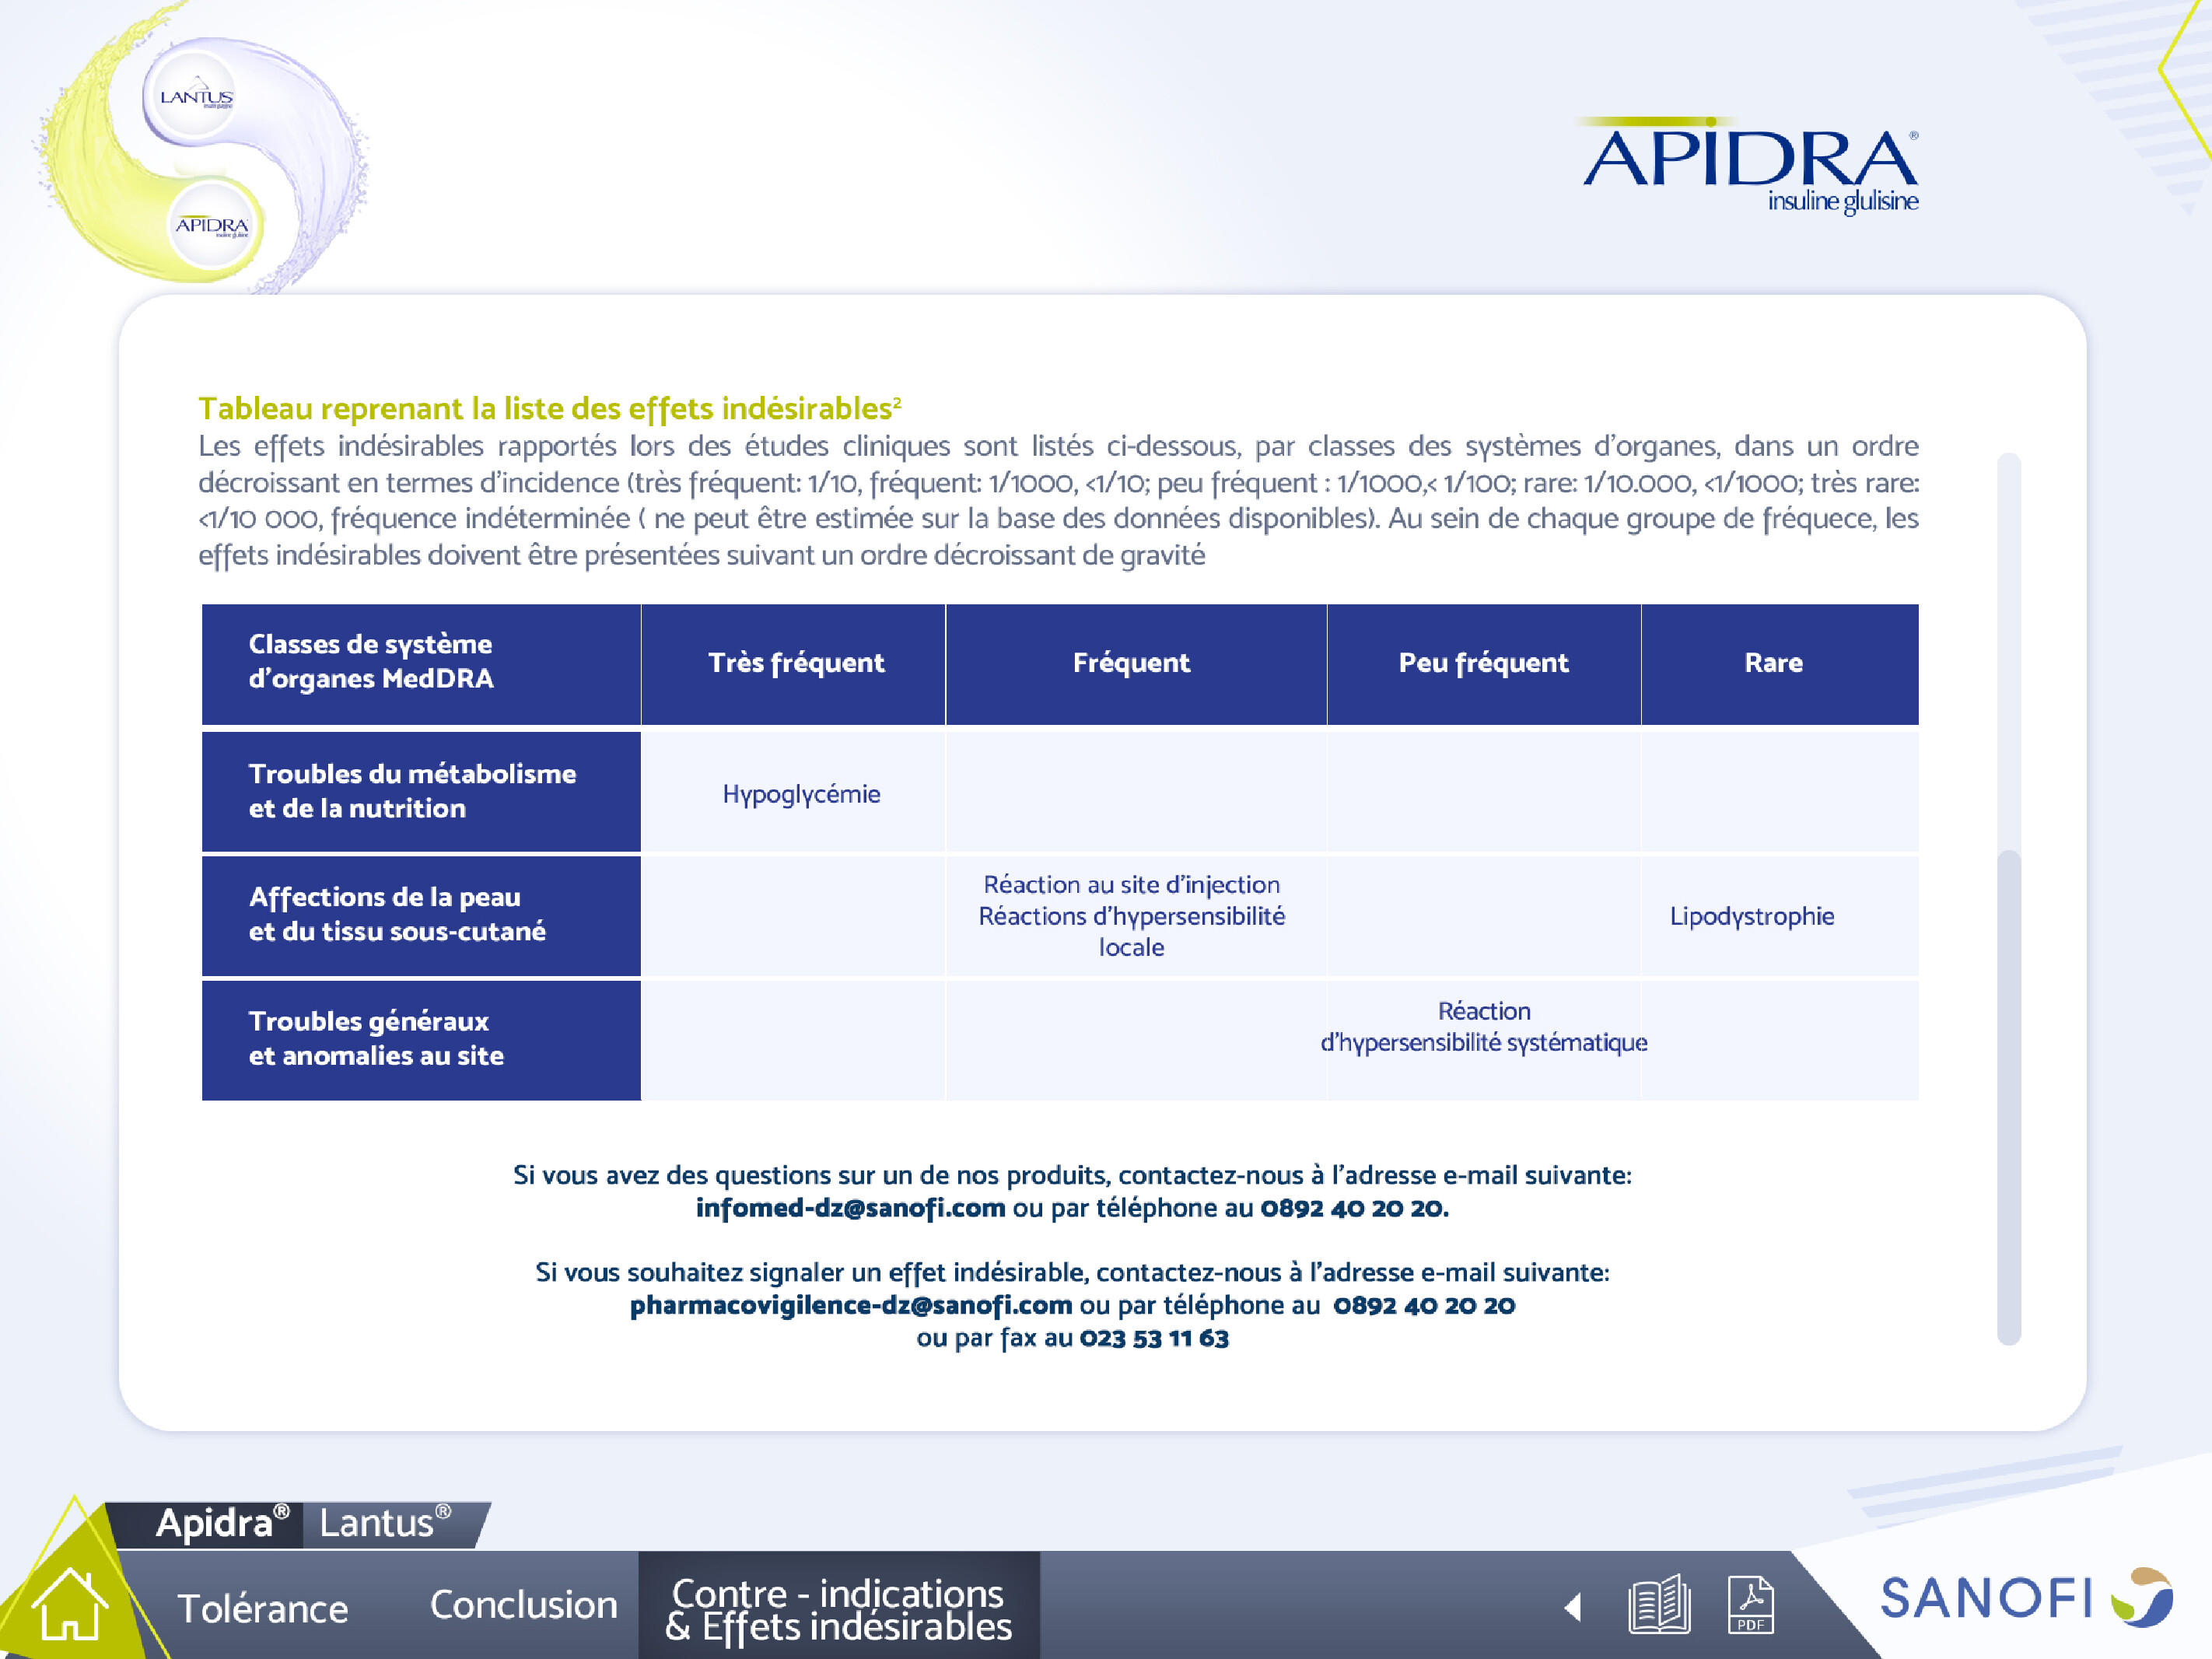 LANTUS
APIDRA
APIDRA®
insuline glulisine
Tableau reprenant la liste des effets indésirables²
Les effets indésirables rapportés lors des études cliniques sont listés ci-dessous, par classes des systèmes d'organes, dans un ordre
décroissant en termes d'incidence (très fréquent: 1/10, fréquent: 1/1000, <1/10; peu fréquent : 1/1000,< 1/100; rare: 1/10.000, <1/1000; très rare:
<1/10 000, fréquence indéterminée ( ne peut être estimée sur la base des données disponibles). Au sein de chaque groupe de fréquece, les
effets indésirables doivent être présentées suivant un ordre décroissant de gravité
Classes de système
d'organes MedDRA
Très fréquent
Fréquent
Peu fréquent
Rare
Troubles du métabolisme
et de la nutrition
Hypoglycémie
Affections de la peau
et du tissu sous-cutané
Réaction au site d'injection
Réactions d'hypersensibilité
locale
Lipodystrophie
Troubles généraux
et anomalies au site
Réaction
d'hypersensibilité systématique
Si vous avez des questions sur un de nos produits, contactez-nous à l'adresse e-mail suivante:
infomed-dz@sanofi.com ou par téléphone au 0892 40 20 20.
Si vous souhaitez signaler un effet indésirable, contactez-nous à l'adresse e-mail suivante:
pharmacovigilence-dz@sanofi.com ou par téléphone au 0892 40 20 20
ou par fax au 023 53 11 63
Apidra® Lantus®
Tolérance
Conclusion
Contre - indications
& Effets indésirables
PDF
SANOFI